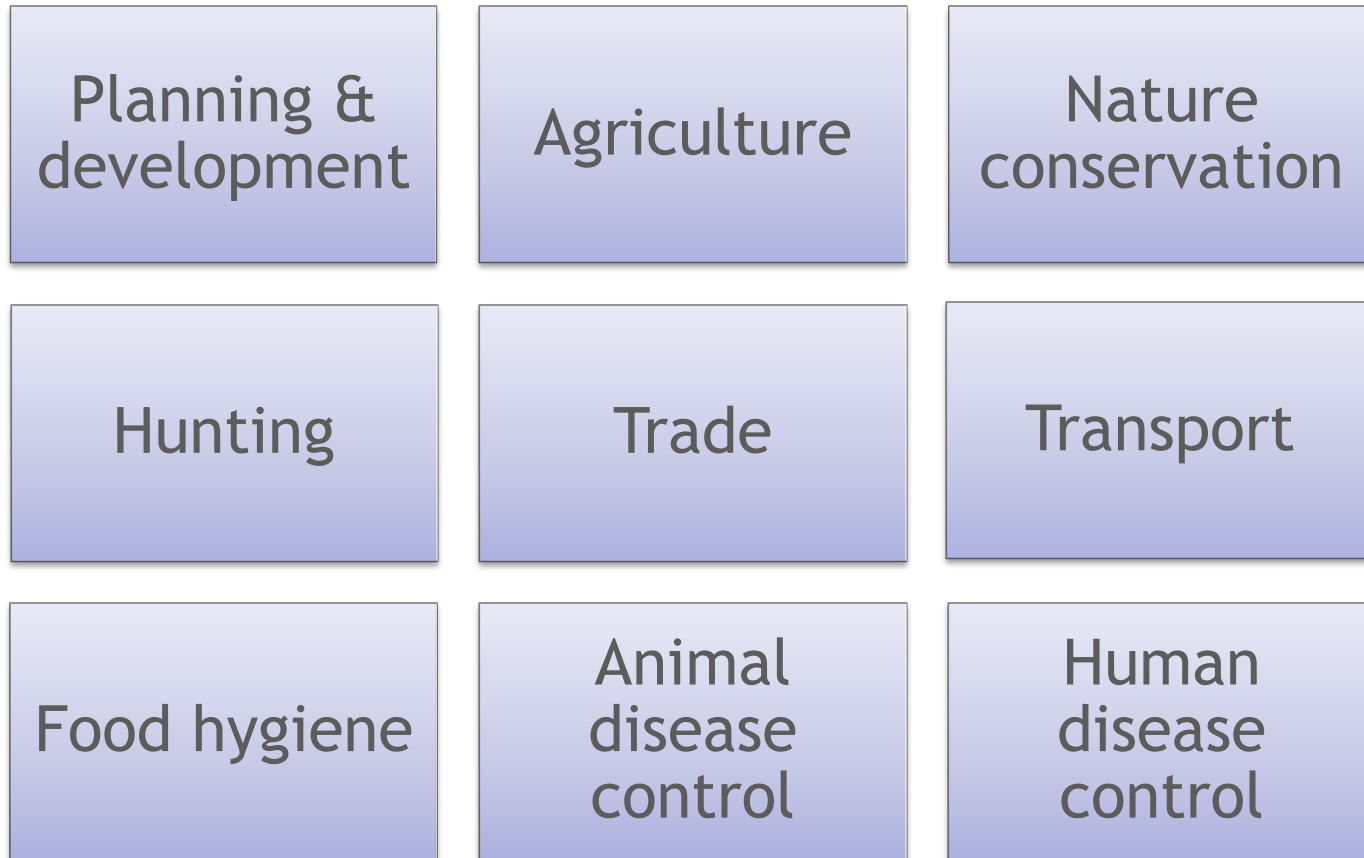 Planning &
development
Agriculture
Nature
conservation
Hunting
Trade
Transport
Food hygiene
Animal
disease
control
Human
disease
control